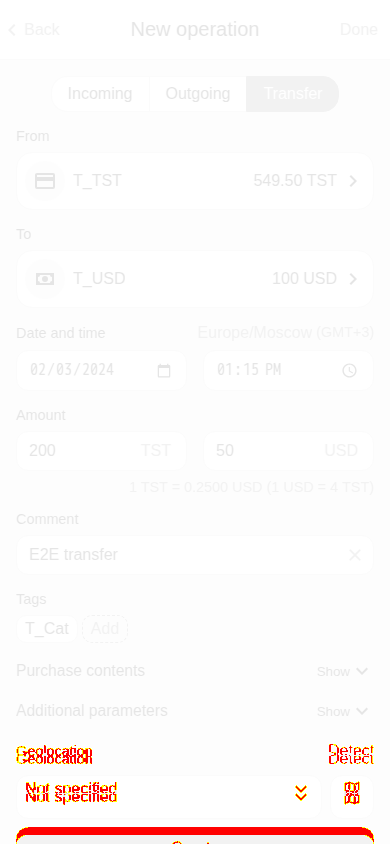 Back New operation Done
Incoming Outgoing Transfer
From
T_TST 549.50 TST
To
T_USD 100 USD
Date and time Europe/Moscow (GMT+3)
02/03/2024 01:15 PM
Amount
200 TST 50 USD
1 TST = 0.2500 USD (1 USD = 4 TST)
Comment
E2E transfer
Tags
T_Cat Add
Purchase contents Show
Additional parameters Show
Geolocation Detect
Not specified